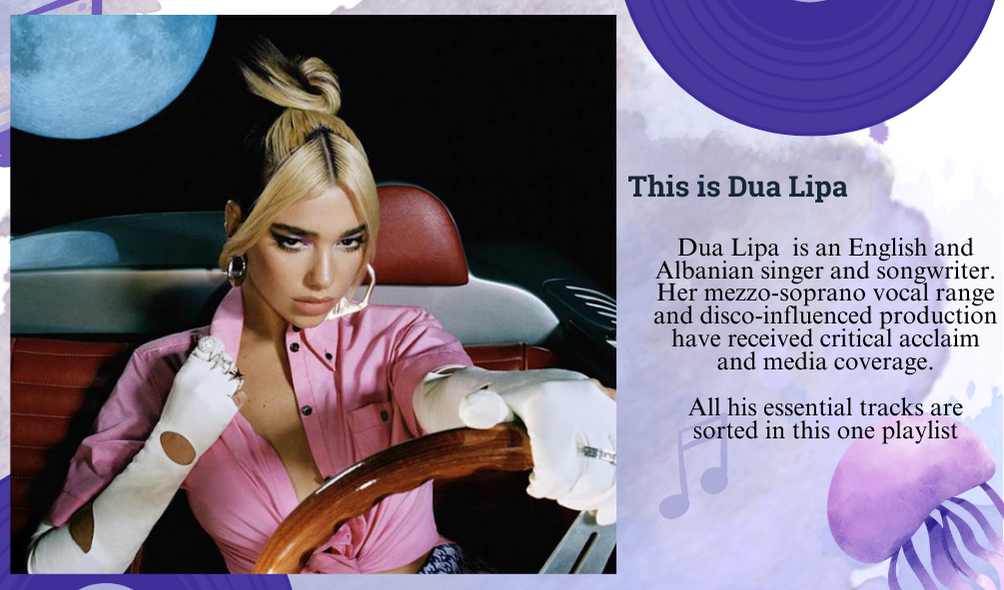 This is Dua Lipa
Dua Lipa  is an English and
Albanian singer and songwriter.
Her mezzo-soprano vocal range
and disco-influenced production
have received critical acclaim
and media coverage.
All his essential tracks are
sorted in this one playlist